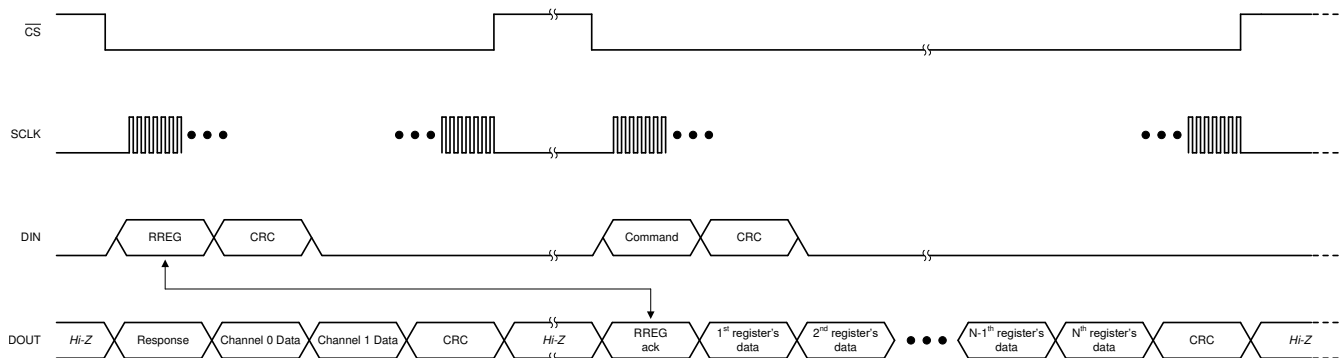 CS
SCLK
DIN
RREG
CRC
Command
CRC
DOUT
Hi-Z
Response
Channel 0 Data
Channel 1 Data
CRC
Hi-Z
RREG
ack
1st register's
data
2nd register's
data
N-1th register's
data
Nth register's
data
CRC
Hi-Z